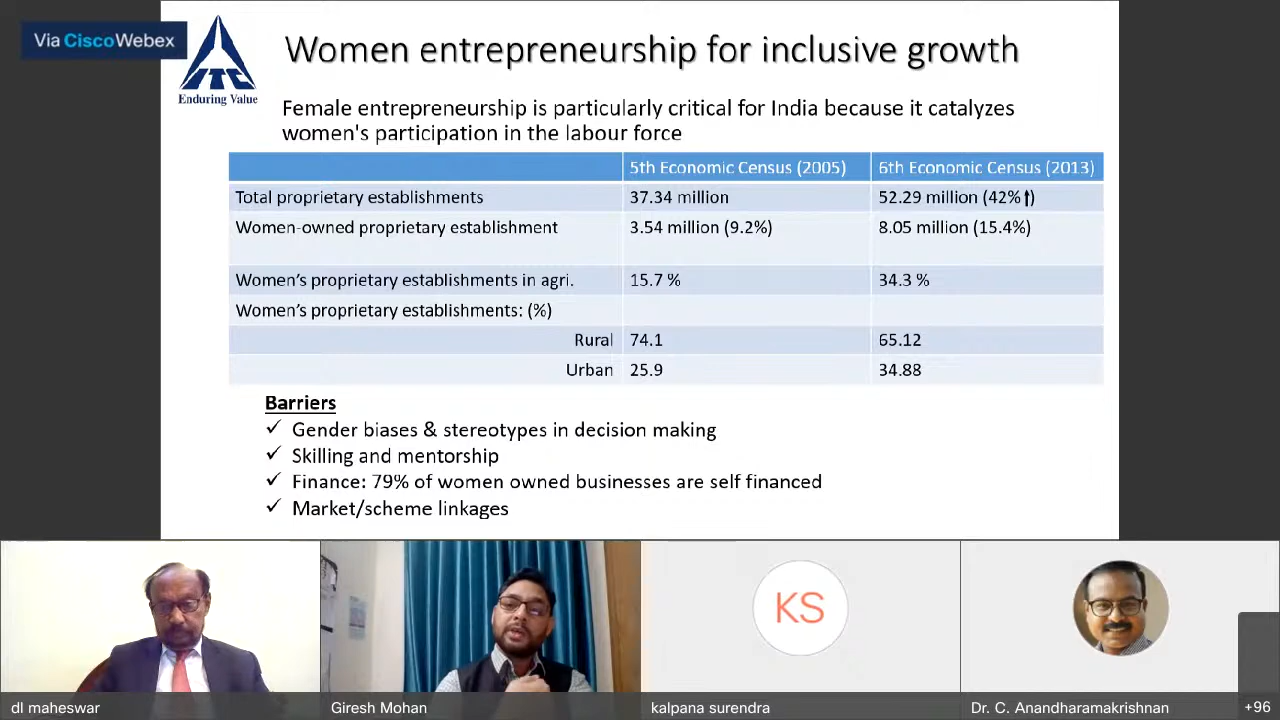 Via CiscoWebex
ITC
Enduring Value
Women entrepreneurship for inclusive growth
Female entrepreneurship is particularly critical for India because it catalyzes
women's participation in the labour force
5th Economic Census (2005) 6th Economic Census (2013)
Total proprietary establishments 37.34 million 52.29 million (42%⬆)
Women-owned proprietary establishment 3.54 million (9.2%) 8.05 million (15.4%)
Women’s proprietary establishments in agri. 15.7 % 34.3 %
Women’s proprietary establishments: (%)
Rural 74.1 65.12
Urban 25.9 34.88
Barriers
✓ Gender biases & stereotypes in decision making
✓ Skilling and mentorship
✓ Finance: 79% of women owned businesses are self financed
✓ Market/scheme linkages
KS
dl maheswar Giresh Mohan kalpana surendra Dr. C. Anandharamakrishnan +96